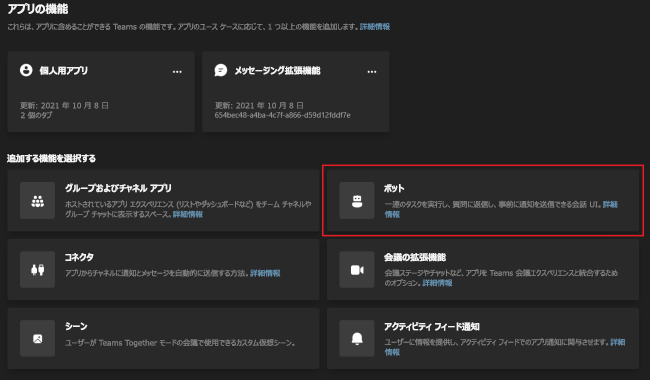 アプリの機能
これらは、アプリに含めることができる Teams の機能です。アプリのユース ケースに応じて、1 つ以上の機能を追加します。詳細情報
個人用アプリ
更新: 2021 年 10 月 8 日
2 個のタブ
メッセージング拡張機能
更新: 2021 年 10 月 8 日
654bec48-a4ba-4c7f-a866-d59d12fddf7e
追加する機能を選択する
グループおよびチャネル アプリ
ホストされているアプリ エクスペリエンス (リストやダッシュボードなど) をチーム チャネルや
グループ チャットに表示するスペース。詳細情報
ボット
一連のタスクを実行し、質問に返信し、事前に通知を送信できる会話 UI。詳細
情報
コネクタ
アプリからチャネルに通知とメッセージを自動的に送信する方法。詳細情報
会議の拡張機能
会議ステージやチャットなど、アプリを Teams 会議エクスペリエンスと統合するため
のオプション。詳細情報
シーン
ユーザーが Teams Together モードの会議で使用できるカスタム仮想シーン。
アクティビティ フィード通知
ユーザーに情報を提供し、アクティビティ フィードでのアプリ通知に関与させます。詳細
情報